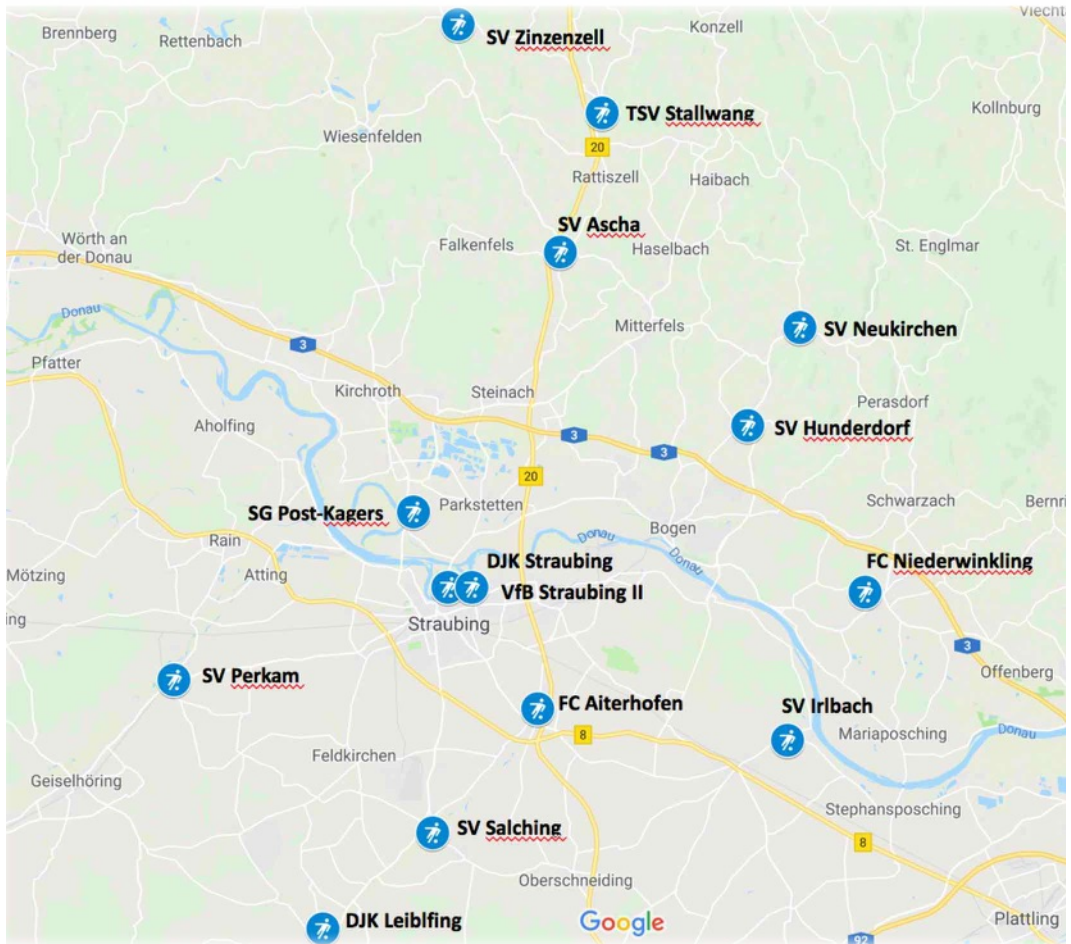 Viechta
Brennberg
Rettenbach
SV Zinzenzell
Konzell
TSV Stallwang
Kollnburg
Wiesenfelden
20
Rattiszell
Haibach
SV Ascha
Wörth an
der Donau
Falkenfels
Haselbach
St. Englmar
Donau
Mitterfels
SV Neukirchen
3
Pfatter
Kirchroth
Steinach
Perasdorf
Aholfing
SV Hunderdorf
3
3
20
Schwarzach
Bernri
SG Post-Kagers
Parkstetten
Bogen
Rain
Donau
Donau
DJK Straubing
FC Niederwinkling
Mötzing
Atting
VfB Straubing II
ing
Straubing
3
Offenberg
SV Perkam
FC Aiterhofen
SV Irlbach
8
Mariaposching
Donau
Feldkirchen
Geiselhöring
Stephansposching
SV Salching
8
Oberschneiding
DJK Leiblfing
Google
Plattling
92